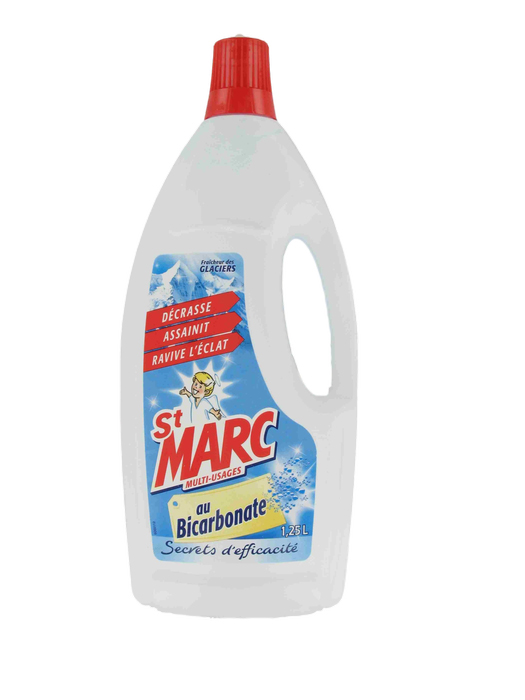 Fraîcheur des
GLACIERS
DÉCRASSE
ASSAINIT
RAVIVE L'ÉCLAT
St
MARC
MULTI-USAGES
au
Bicarbonate
1,25 L
Secrets d'efficacité